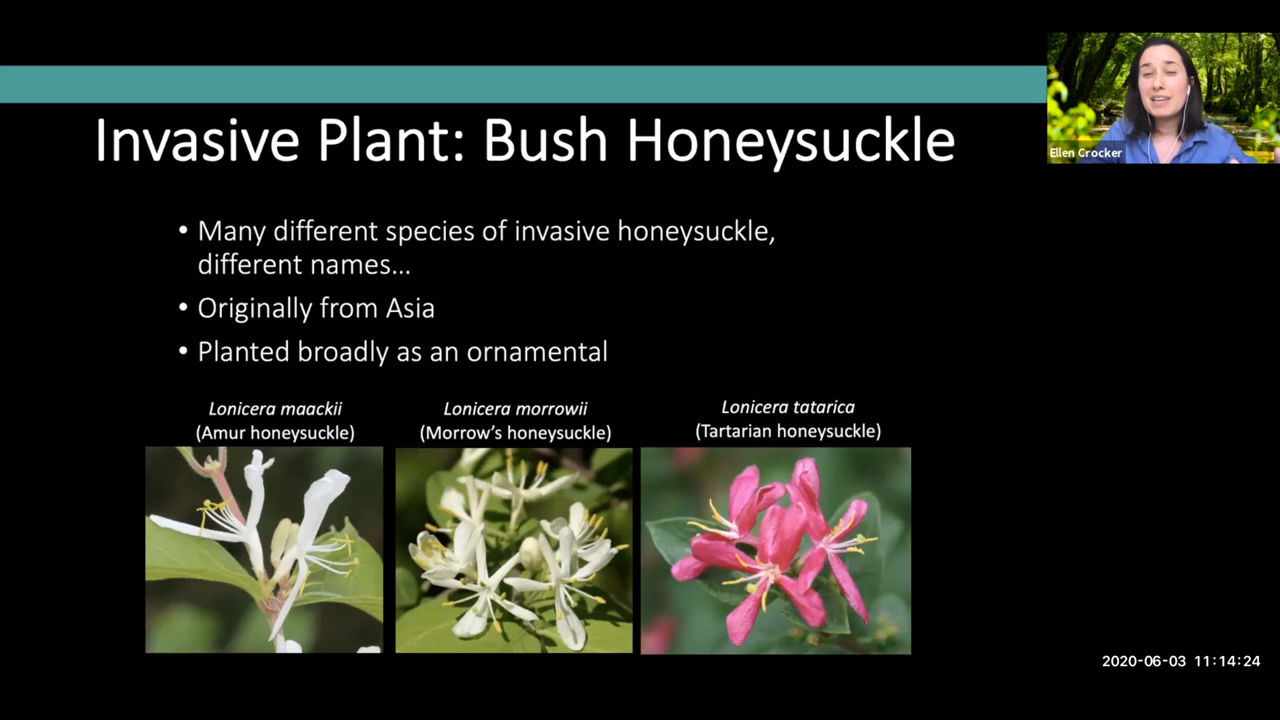 Invasive Plant: Bush Honeysuckle
Ellen Crocker
• Many different species of invasive honeysuckle,
different names...
• Originally from Asia
• Planted broadly as an ornamental
Lonicera maackii
(Amur honeysuckle)
Lonicera morrowii
(Morrow’s honeysuckle)
Lonicera tatarica
(Tartarian honeysuckle)
2020-06-03 11:14:24